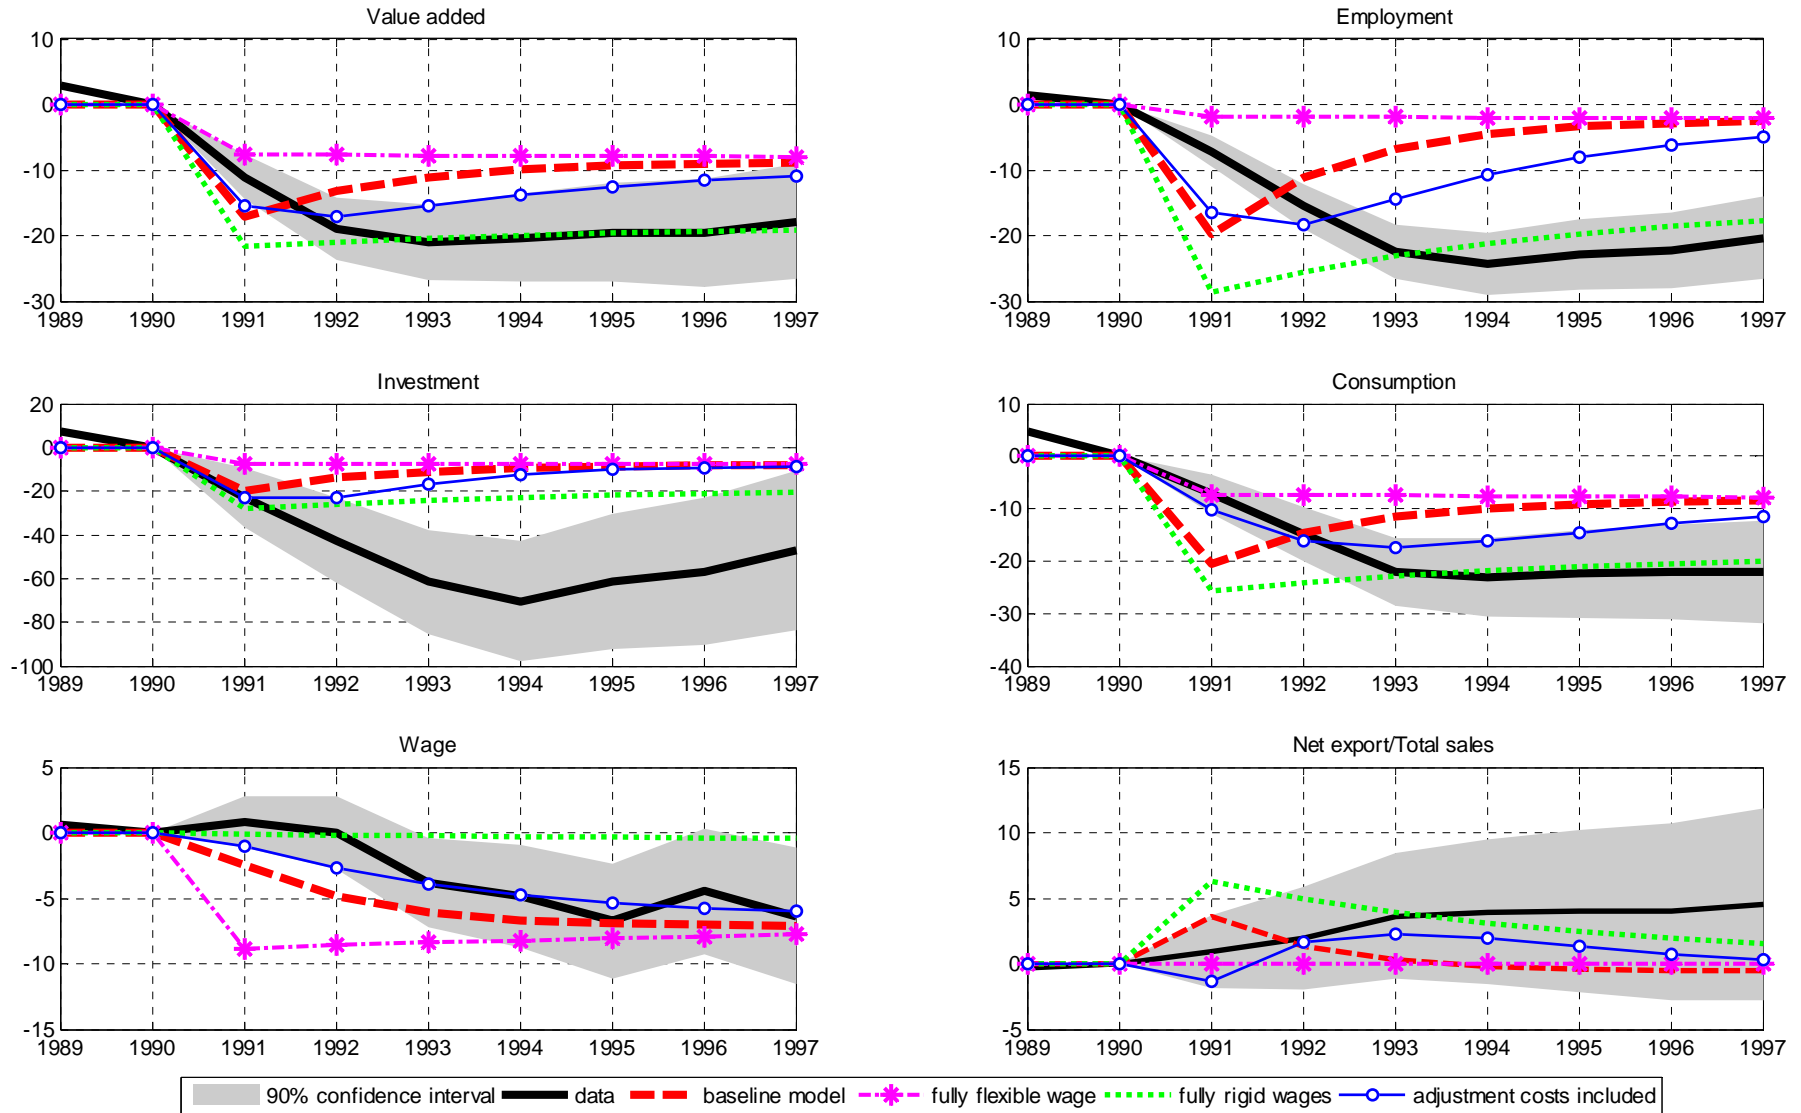 Value added
10
0
-10
-20
-30
1989 1990 1991 1992 1993 1994 1995 1996 1997
Employment
10
0
-10
-20
-30
1989 1990 1991 1992 1993 1994 1995 1996 1997
Investment
20
0
-20
-40
-60
-80
-100
1989 1990 1991 1992 1993 1994 1995 1996 1997
Consumption
10
0
-10
-20
-30
-40
1989 1990 1991 1992 1993 1994 1995 1996 1997
Wage
5
0
-5
-10
-15
1989 1990 1991 1992 1993 1994 1995 1996 1997
Net export/Total sales
15
10
5
0
-5
1989 1990 1991 1992 1993 1994 1995 1996 1997
90% confidence interval data baseline model fully flexible wage fully rigid wages adjustment costs included